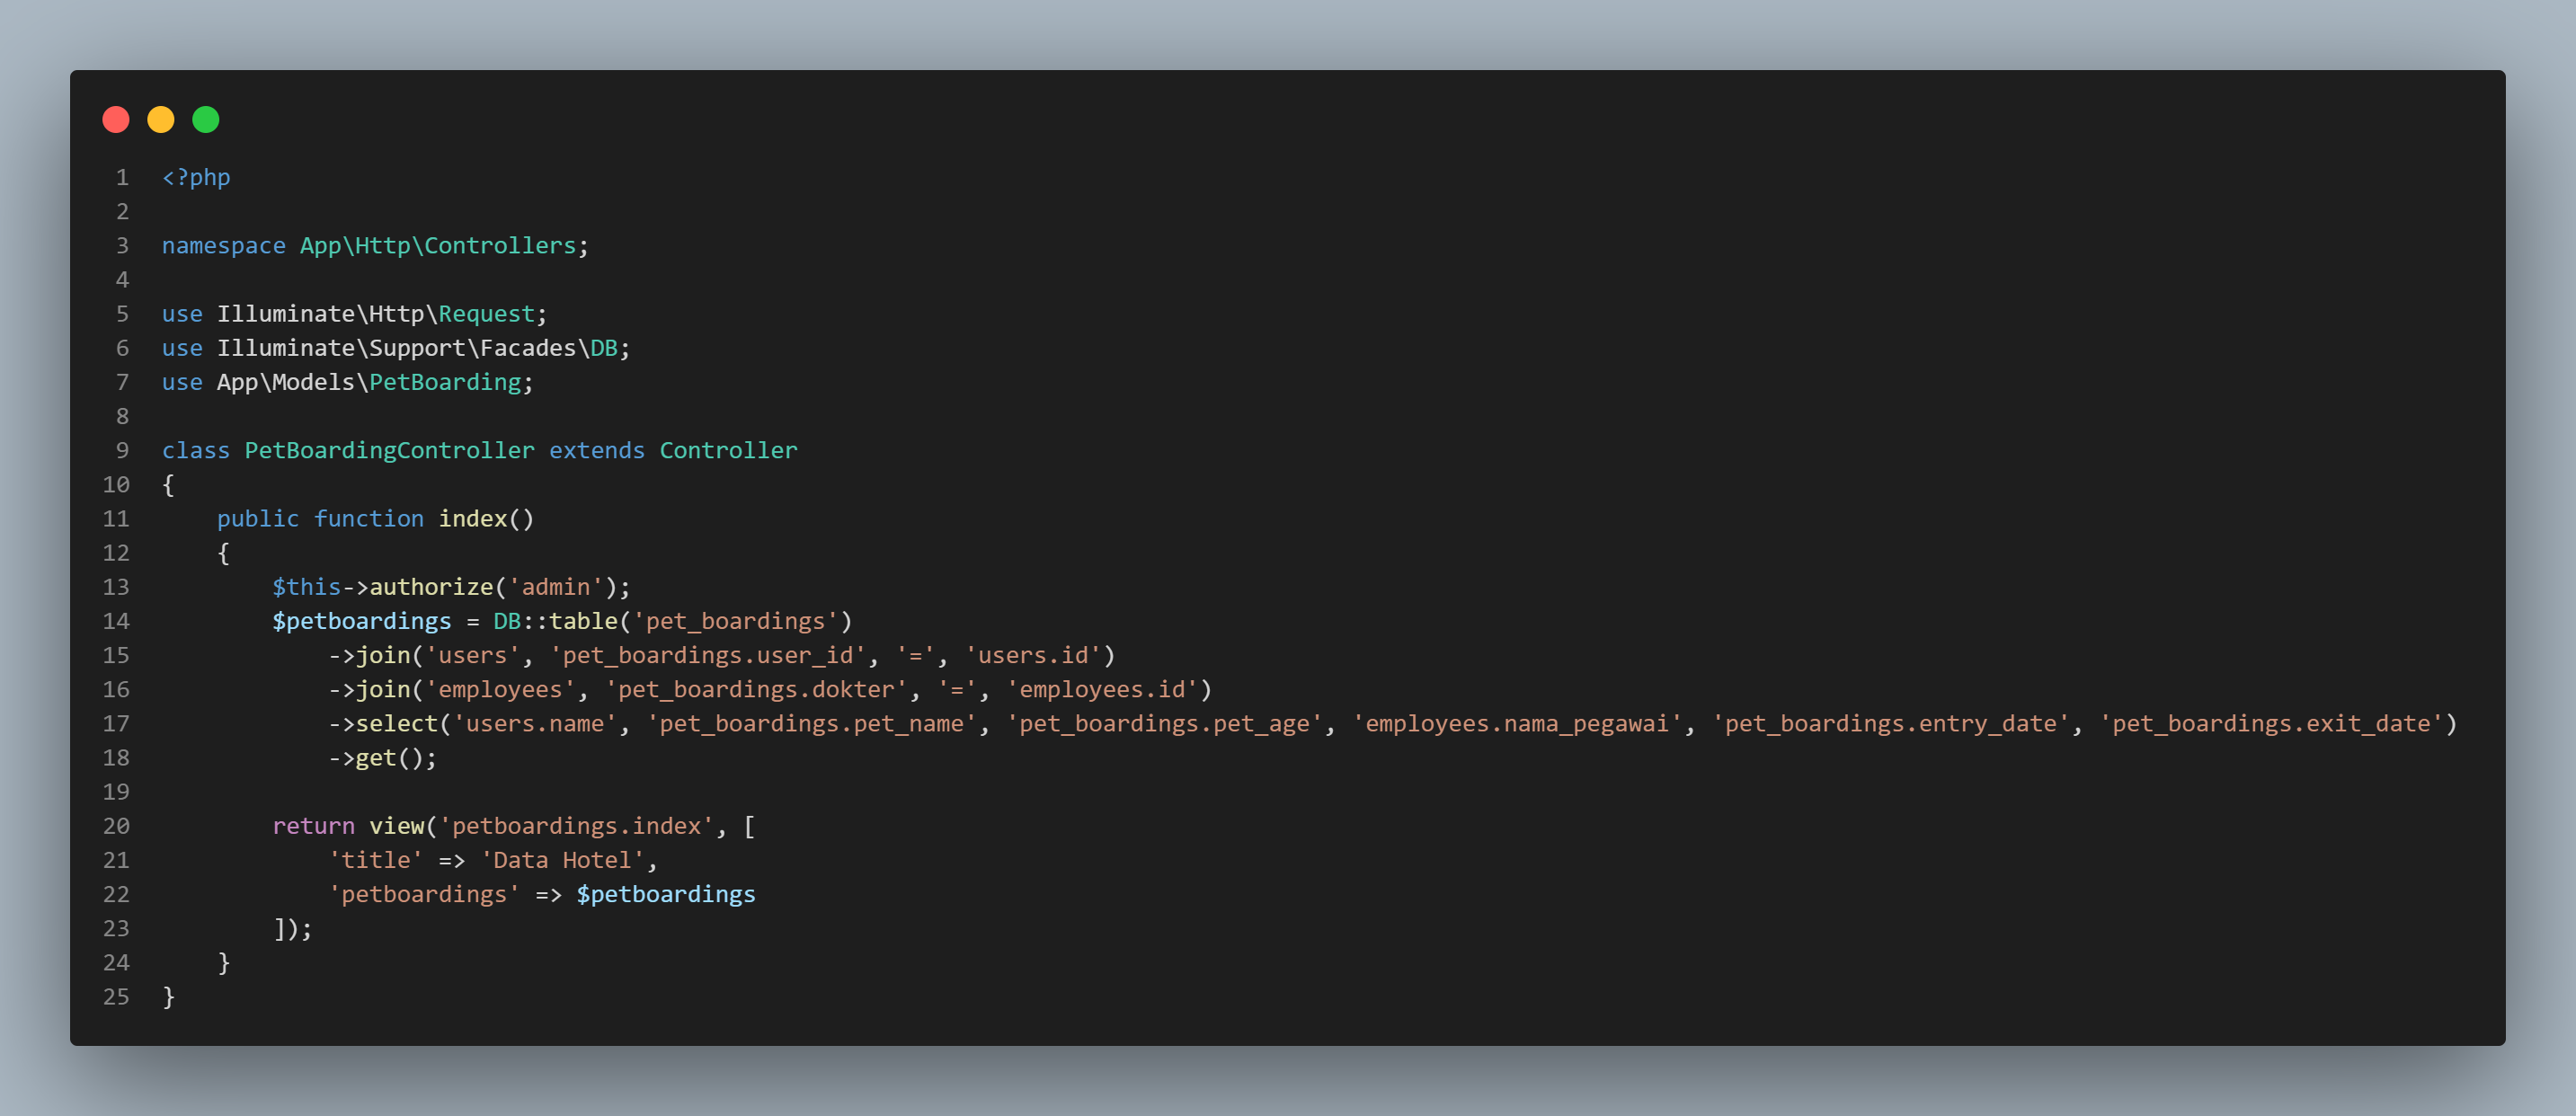 1 <?php
2
3 namespace App\Http\Controllers;
4
5 use Illuminate\Http\Request;
6 use Illuminate\Support\Facades\DB;
7 use App\Models\PetBoarding;
8
9 class PetBoardingController extends Controller
10 {
11     public function index()
12     {
13         $this->authorize('admin');
14         $petboardings = DB::table('pet_boardings')
15             ->join('users', 'pet_boardings.user_id', '=', 'users.id')
16             ->join('employees', 'pet_boardings.dokter', '=', 'employees.id')
17             ->select('users.name', 'pet_boardings.pet_name', 'pet_boardings.pet_age', 'employees.nama_pegawai', 'pet_boardings.entry_date', 'pet_boardings.exit_date')
18             ->get();
19
20         return view('petboardings.index', [
21             'title' => 'Data Hotel',
22             'petboardings' => $petboardings
23         ]);
24     }
25 }